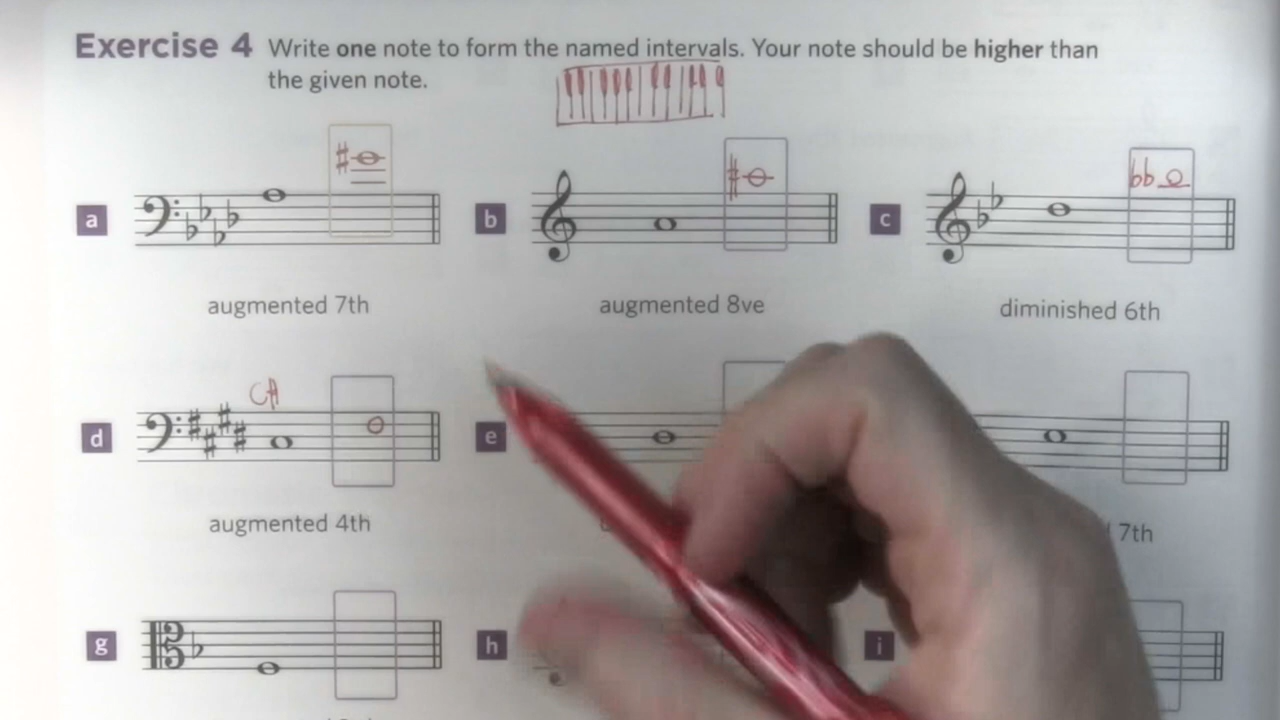 Exercise 4 Write one note to form the named intervals. Your note should be higher than
the given note.
a
b
c
augmented 7th
augmented 8ve
diminished 6th
d
e
augmented 4th
7th
g
h
i